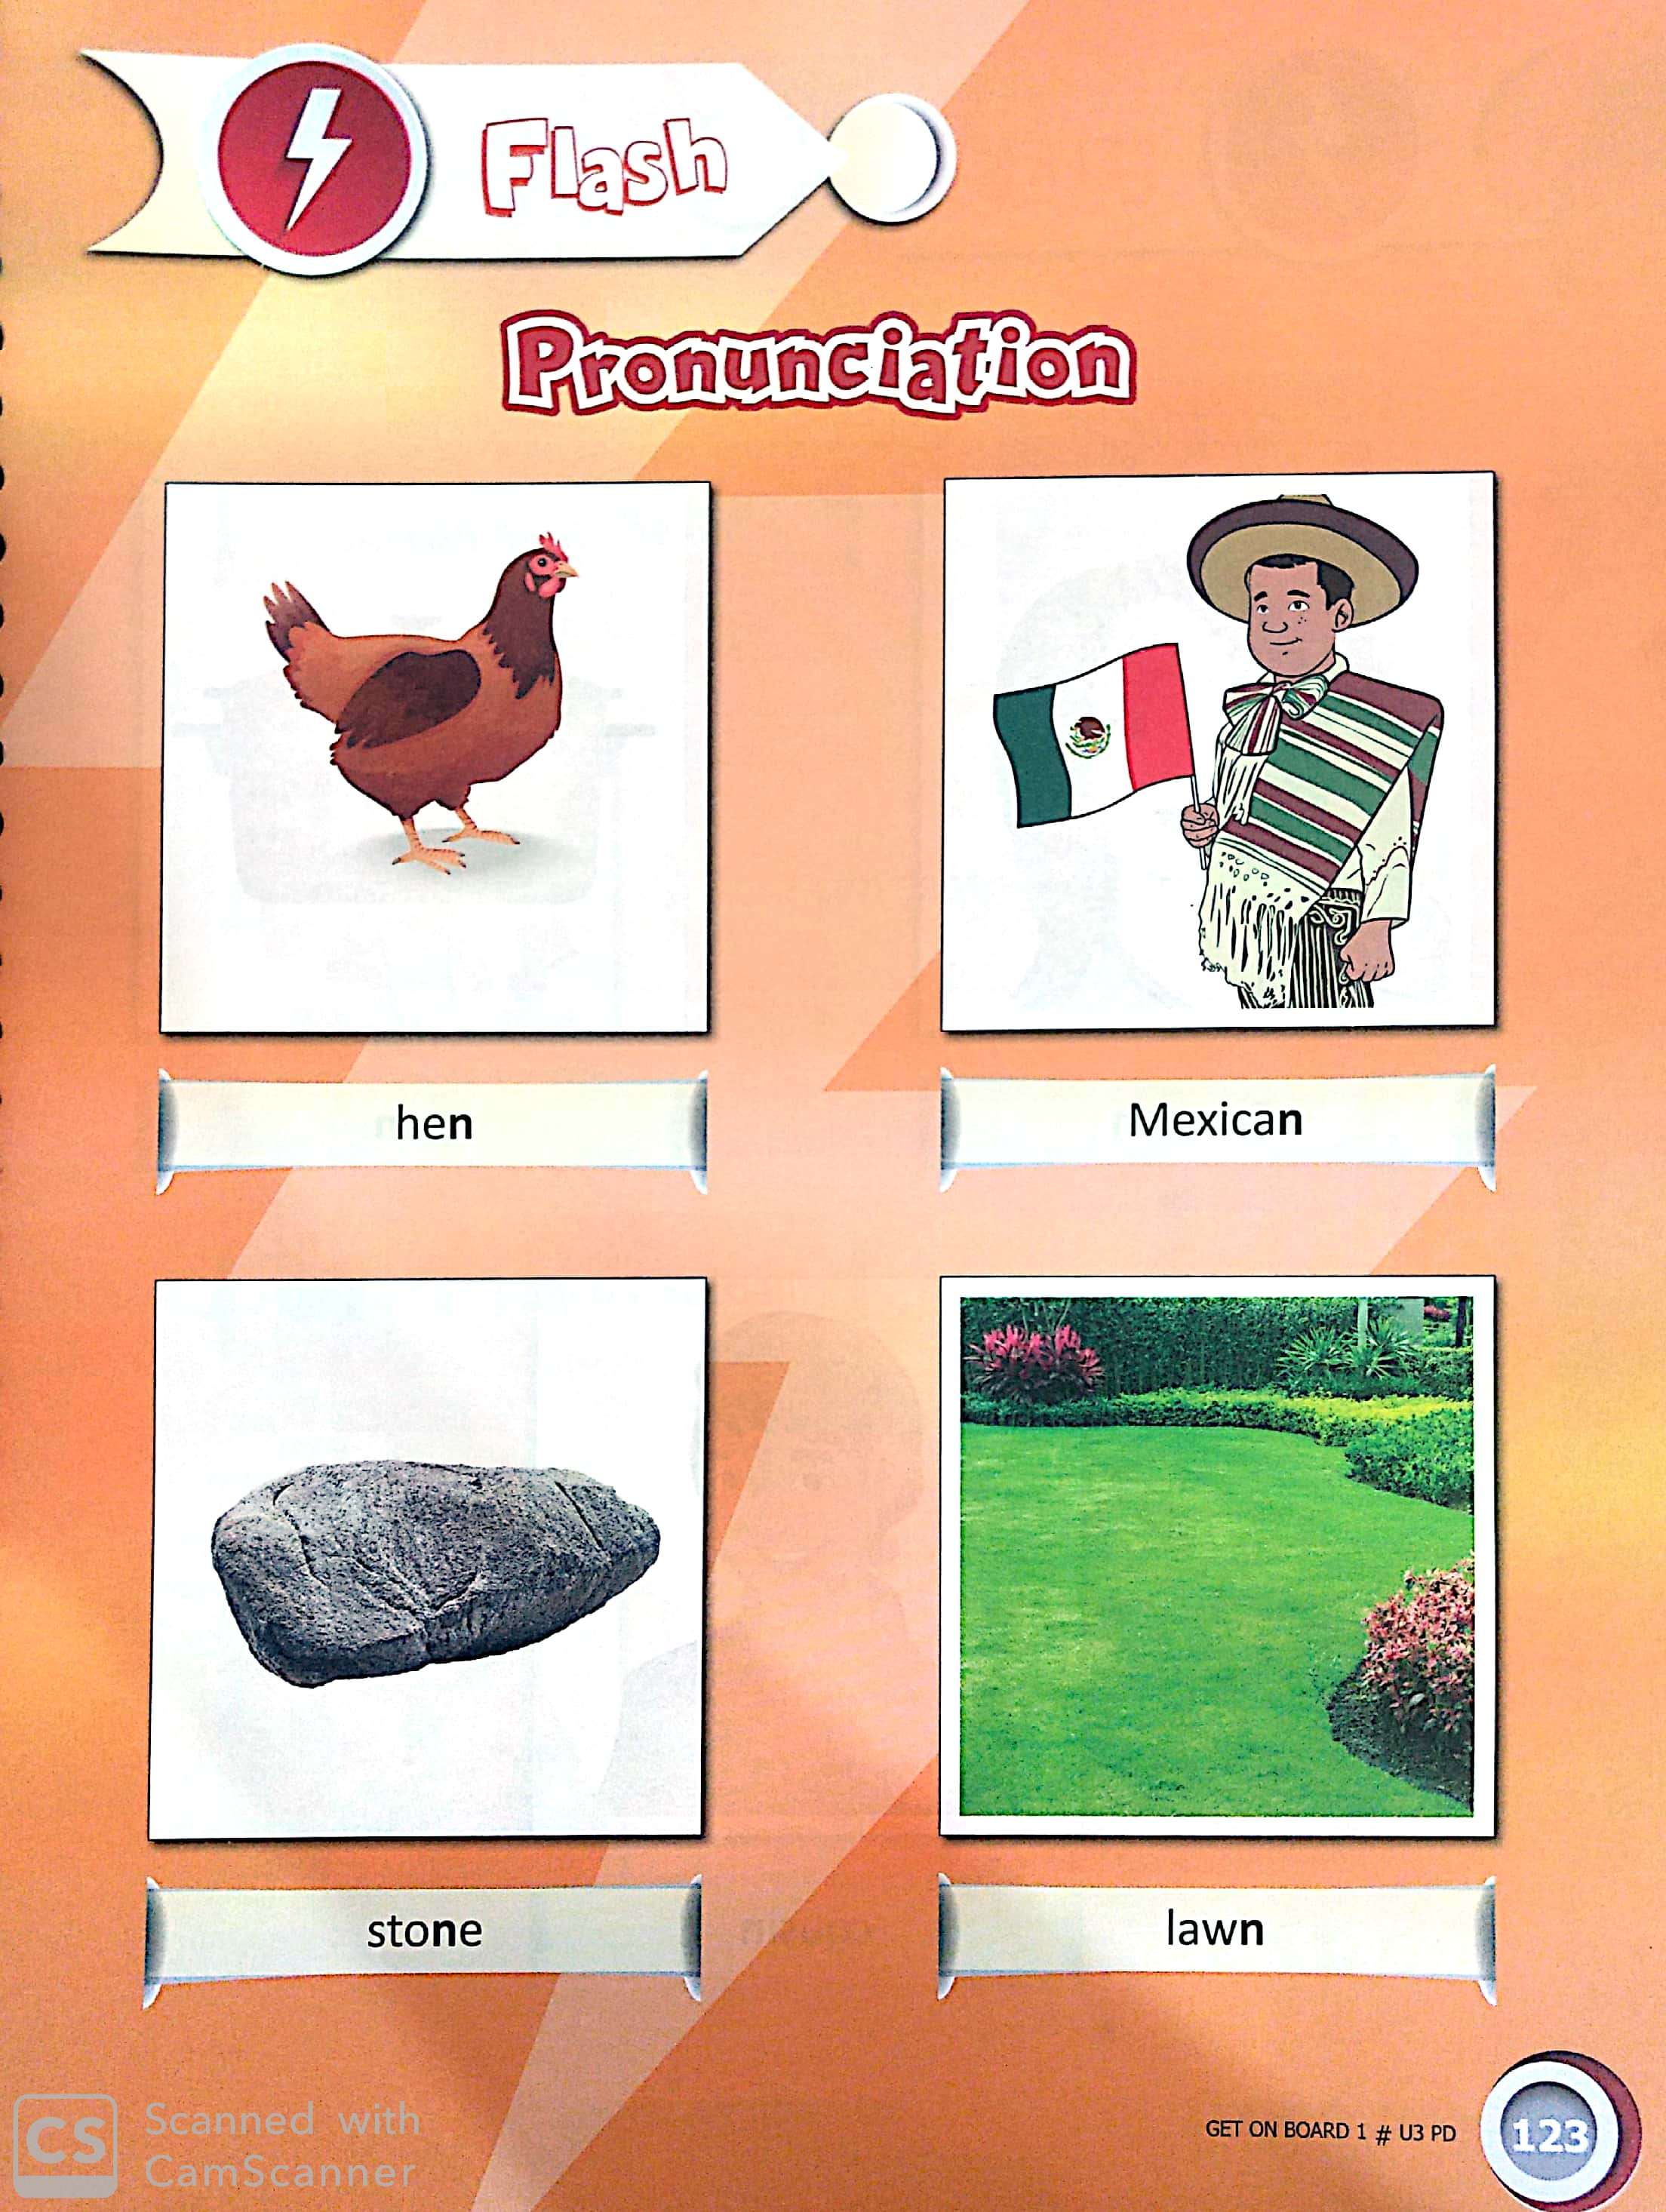 Flash
Pronunciation
hen
Mexican
stone
lawn
GET ON BOARD 1 # U3 PD
123
CS
Scanned with
CamScanner